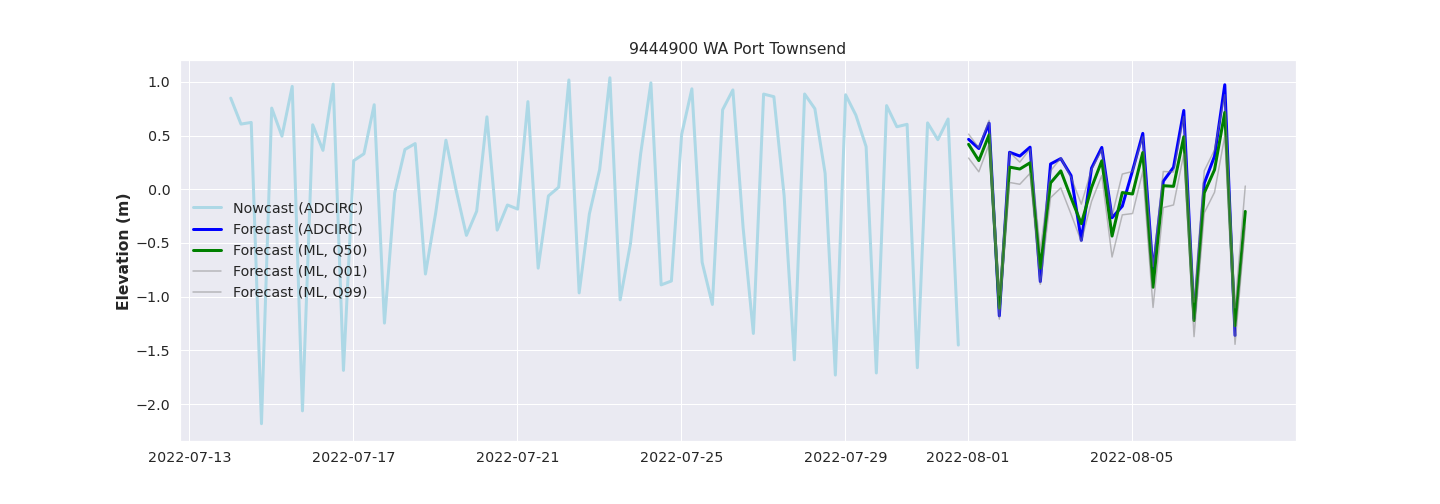 9444900 WA Port Townsend
1.0
0.5
0.0
−0.5
−1.0
−1.5
−2.0
Elevation (m)
Nowcast (ADCIRC)
Forecast (ADCIRC)
Forecast (ML, Q50)
Forecast (ML, Q01)
Forecast (ML, Q99)
2022-07-13 2022-07-17 2022-07-21 2022-07-25 2022-07-29 2022-08-01 2022-08-05